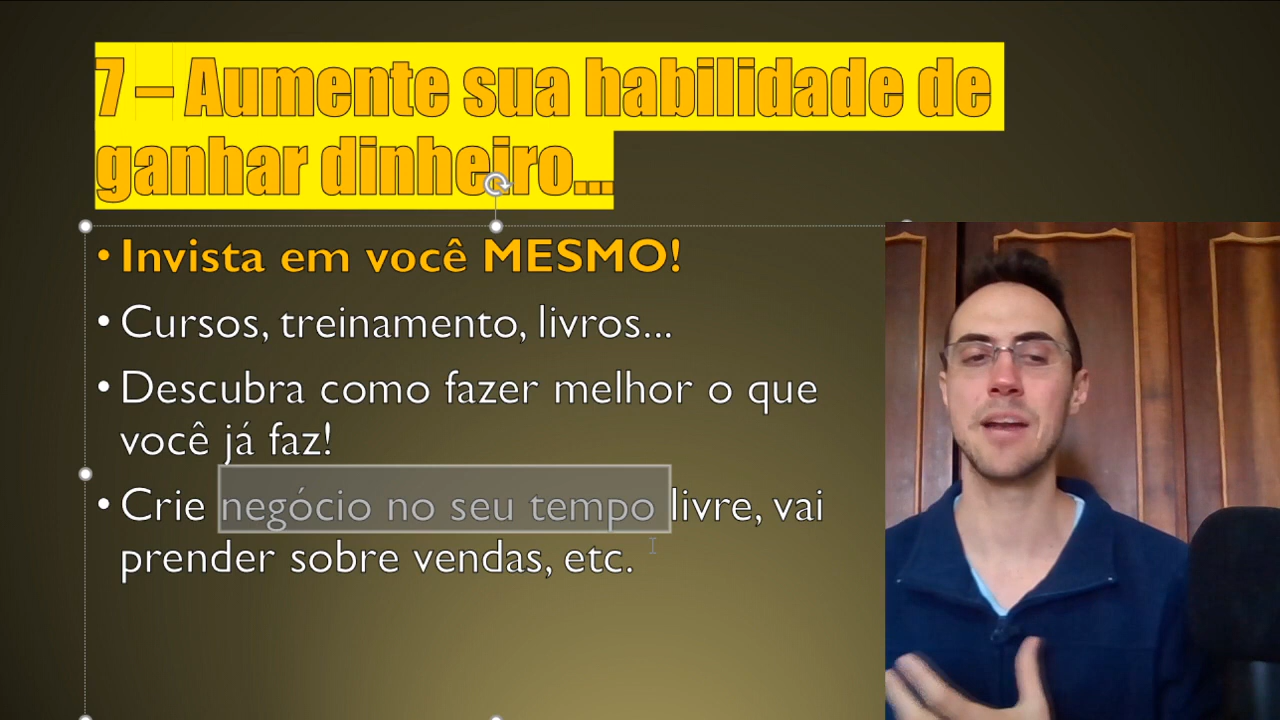 7 – Aumente sua habilidade de
ganhar dinheiro...
• Invista em você MESMO!
• Cursos, treinamento, livros...
• Descubra como fazer melhor o que
você já faz!
• Crie negócio no seu tempo livre, vai
prender sobre vendas, etc.